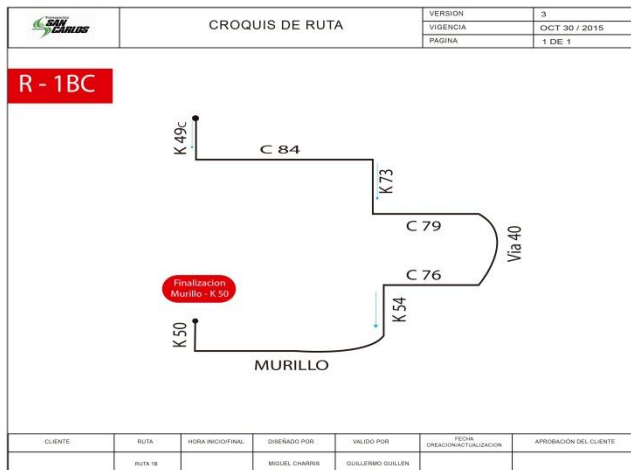 SAN
CARLOS
CROQUIS DE RUTA
VERSION 3
VIGENCIA OCT 30 / 2015
PAGINA 1 DE 1
R - 1BC
K 49c
C 84
K 73
C 79
Via 40
C 76
Finalizacion
Murillo - K 50
K 54
K 50
MURILLO
CLIENTE RUTA HORA INICIO/FINAL DISEÑADO POR VALIDO POR FECHA
CREACION/ACTUALIZACION APROBACIÓN DEL CLIENTE
MIGUEL CHARRIS GUILLERMO GUILLEN